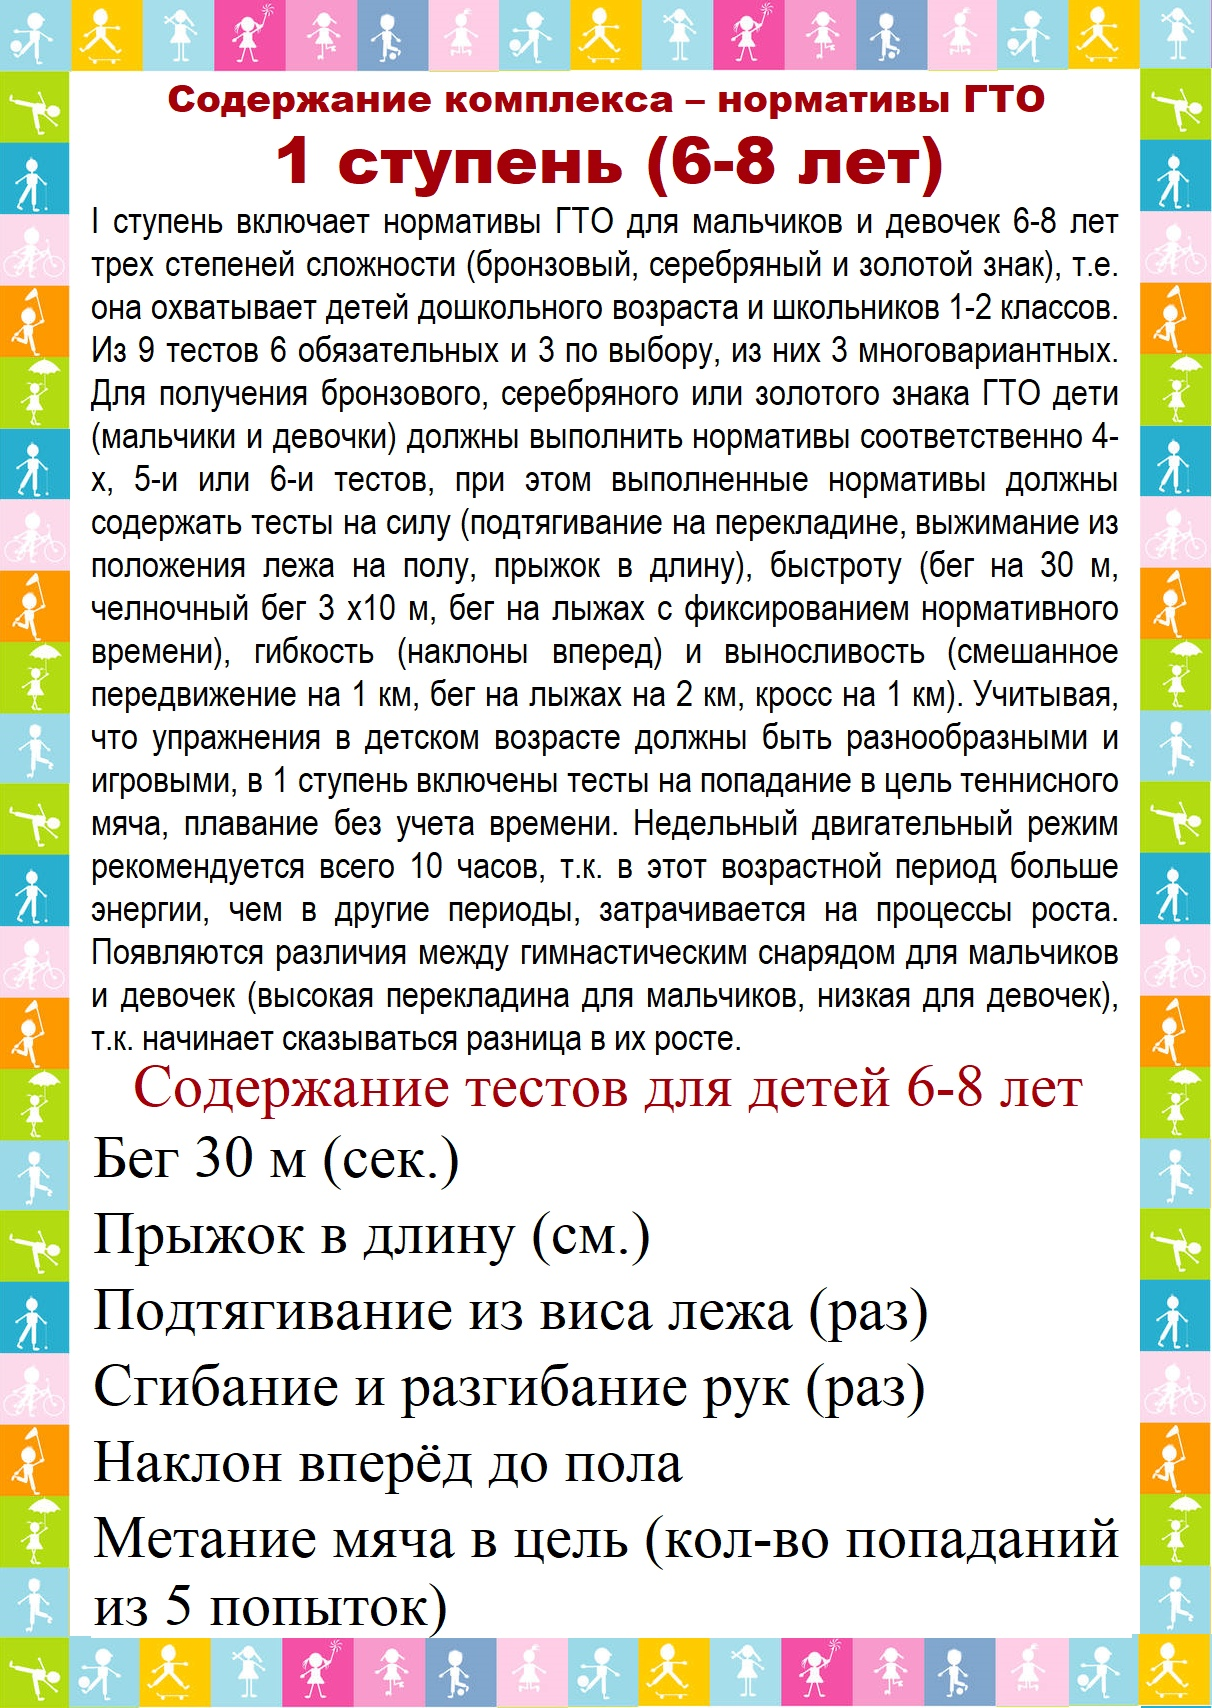 Содержание комплекса – нормативы ГТО
1 ступень (6-8 лет)
I ступень включает нормативы ГТО для мальчиков и девочек 6-8 лет
трех степеней сложности (бронзовый, серебряный и золотой знак), т.е.
она охватывает детей дошкольного возраста и школьников 1-2 классов.
Из 9 тестов 6 обязательных и 3 по выбору, из них 3 многовариантных.
Для получения бронзового, серебряного или золотого знака ГТО дети
(мальчики и девочки) должны выполнить нормативы соответственно 4-
х, 5-и или 6-и тестов, при этом выполненные нормативы должны
содержать тесты на силу (подтягивание на перекладине, выжимание из
положения лежа на полу, прыжок в длину), быстроту (бег на 30 м,
челночный бег 3 х10 м, бег на лыжах с фиксированием нормативного
времени), гибкость (наклоны вперед) и выносливость (смешанное
передвижение на 1 км, бег на лыжах на 2 км, кросс на 1 км). Учитывая,
что упражнения в детском возрасте должны быть разнообразными и
игровыми, в 1 ступень включены тесты на попадание в цель теннисного
мяча, плавание без учета времени. Недельный двигательный режим
рекомендуется всего 10 часов, т.к. в этот возрастной период больше
энергии, чем в другие периоды, затрачивается на процессы роста.
Появляются различия между гимнастическим снарядом для мальчиков
и девочек (высокая перекладина для мальчиков, низкая для девочек),
т.к. начинает сказываться разница в их росте.
Содержание тестов для детей 6-8 лет
Бег 30 м (сек.)
Прыжок в длину (см.)
Подтягивание из виса лежа (раз)
Сгибание и разгибание рук (раз)
Наклон вперёд до пола
Метание мяча в цель (кол-во попаданий
из 5 попыток)